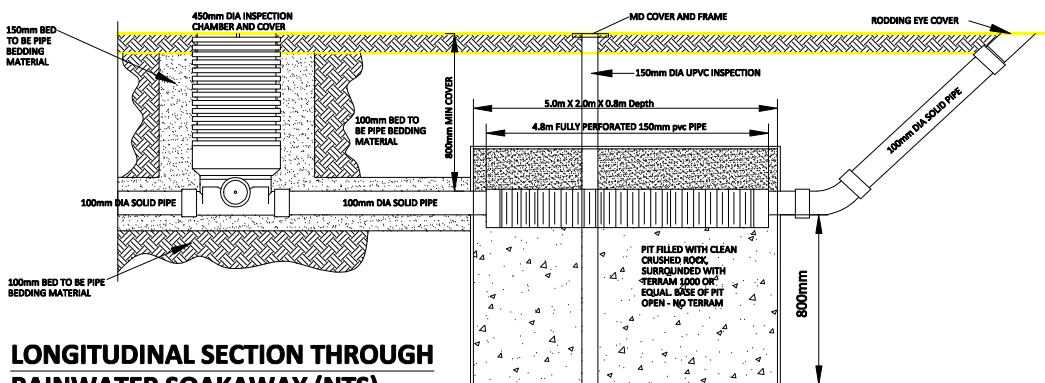 450mm DIA INSPECTION
CHAMBER AND COVER
MD COVER AND FRAME
RODDING EYE COVER
150mm BED
TO BE PIPE
BEDDING
MATERIAL
150mm DIA UPVC INSPECTION
800mm MIN COVER
5.0m X 2.0m X 0.8m Depth
4.8m FULLY PERFORATED 150mm pvc PIPE
100mm BED TO
BE PIPE BEDDING
MATERIAL
100mm DIA SOLID PIPE
100mm DIA SOLID PIPE
100mm DIA SOLID PIPE
PIT FILLED WITH CLEAN
CRUSHED ROCK,
SURROUNDED WITH
TERRAM 1000 OR
EQUAL. BASE OF PIT
OPEN - NO TERRAM
800mm
100mm BED TO BE PIPE
BEDDING MATERIAL
LONGITUDINAL SECTION THROUGH
RAINWATER SOAKAWAY (NTS)